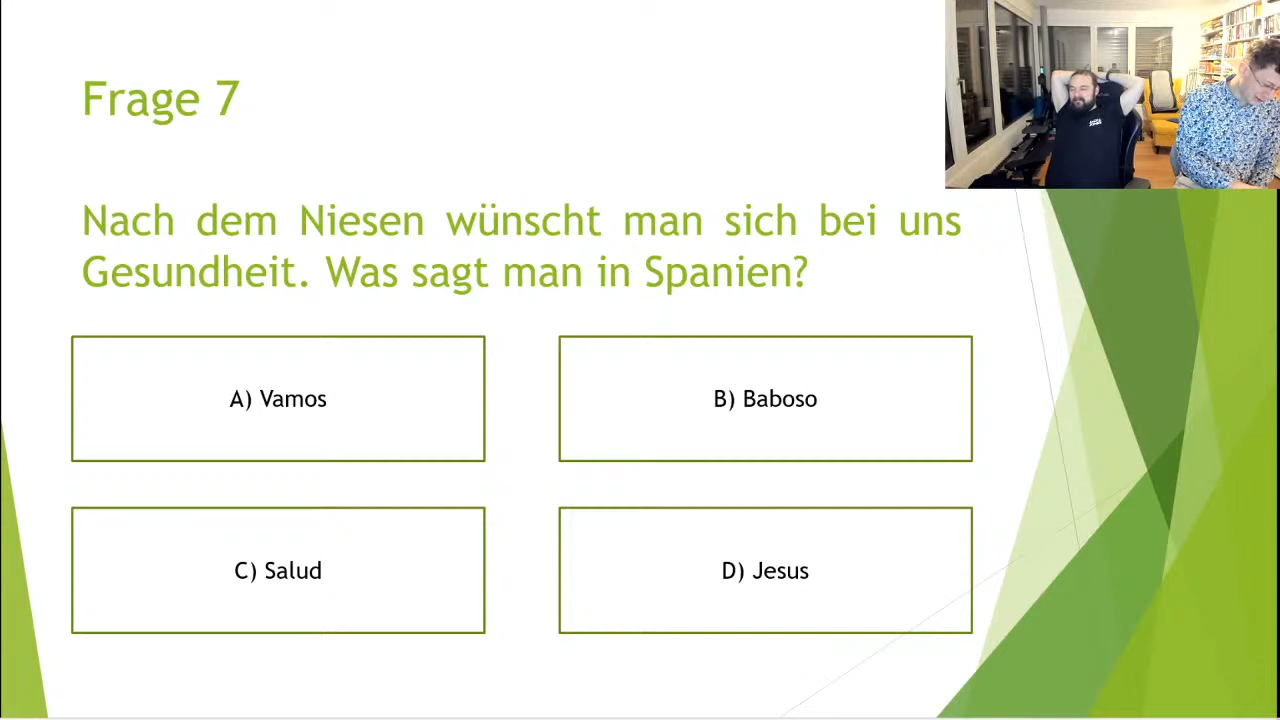 Frage 7
Nach dem Niesen wünscht man sich bei uns
Gesundheit. Was sagt man in Spanien?
A) Vamos
B) Baboso
C) Salud
D) Jesus